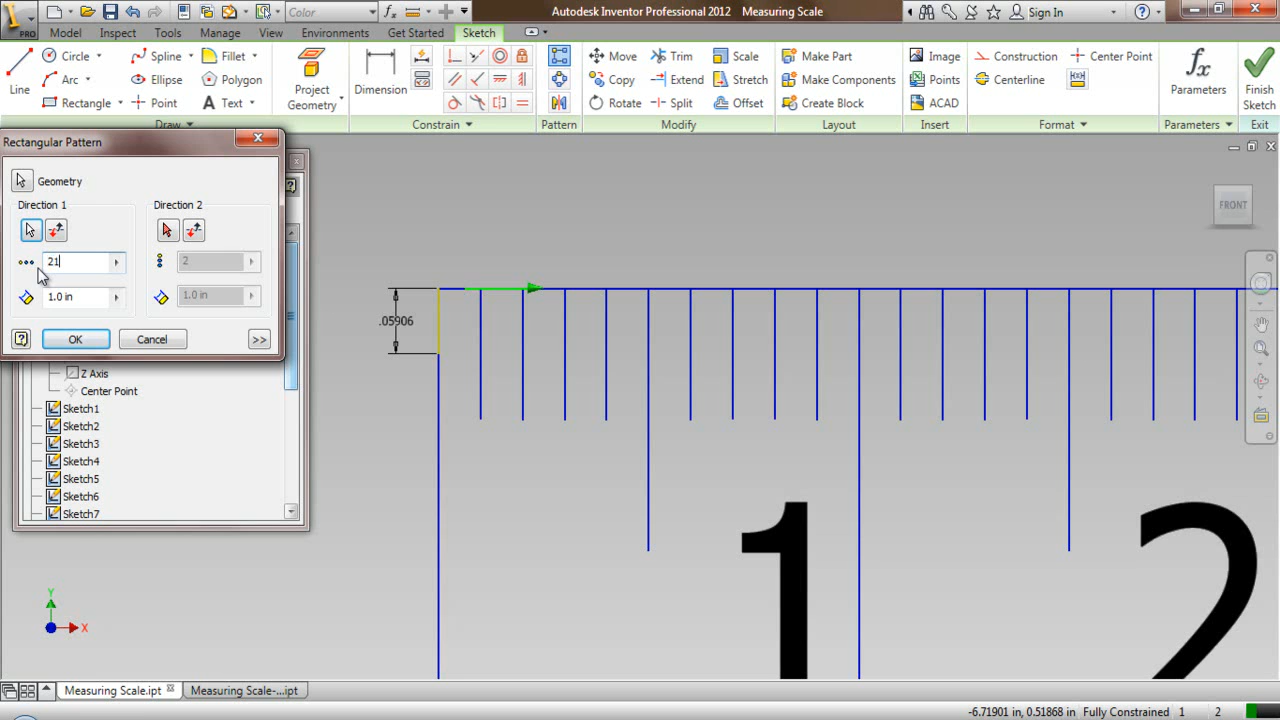 Color
Autodesk Inventor Professional 2012 Measuring Scale
Sign In
PRO
Model Inspect Tools Manage View Environments Get Started Sketch
Line
Circle
Arc
Rectangle
Spline
Ellipse
Point
Fillet
Polygon
Text
Project
Geometry
Dimension
Move
Copy
Rotate
Trim
Extend
Split
Scale
Stretch
Offset
Make Part
Make Components
Create Block
Image
Points
ACAD
Construction
Centerline
Center Point
Parameters
Finish
Sketch
Draw Constrain Pattern Modify Layout Insert Format Parameters Exit
Rectangular Pattern
Geometry
Direction 1 Direction 2
21 2
1.0 in 1.0 in
OK Cancel >>
Z Axis
Center Point
Sketch1
Sketch2
Sketch3
Sketch4
Sketch5
Sketch6
Sketch7
FRONT
.05906
1 2
Y
X
Measuring Scale.ipt Measuring Scale-...ipt
-6.71901 in, 0.51868 in Fully Constrained 1 2